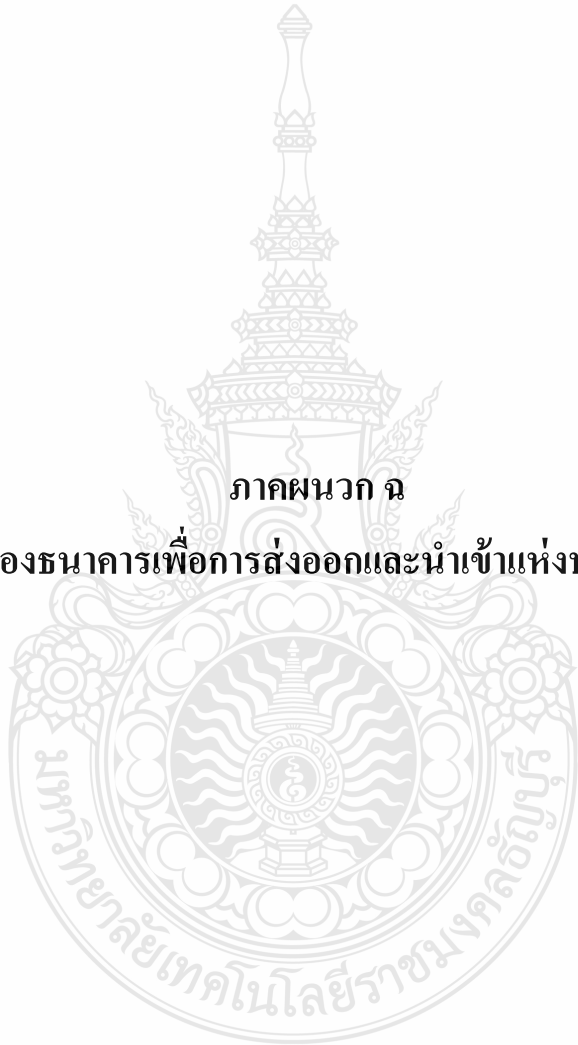 ภาคผนวก ฉ
องธนาคารเพื่อการส่งออกและนำเข้าแห่งป
มหาวิทยาลัยเทคโนโลยีราชมงคลธัญบุรี